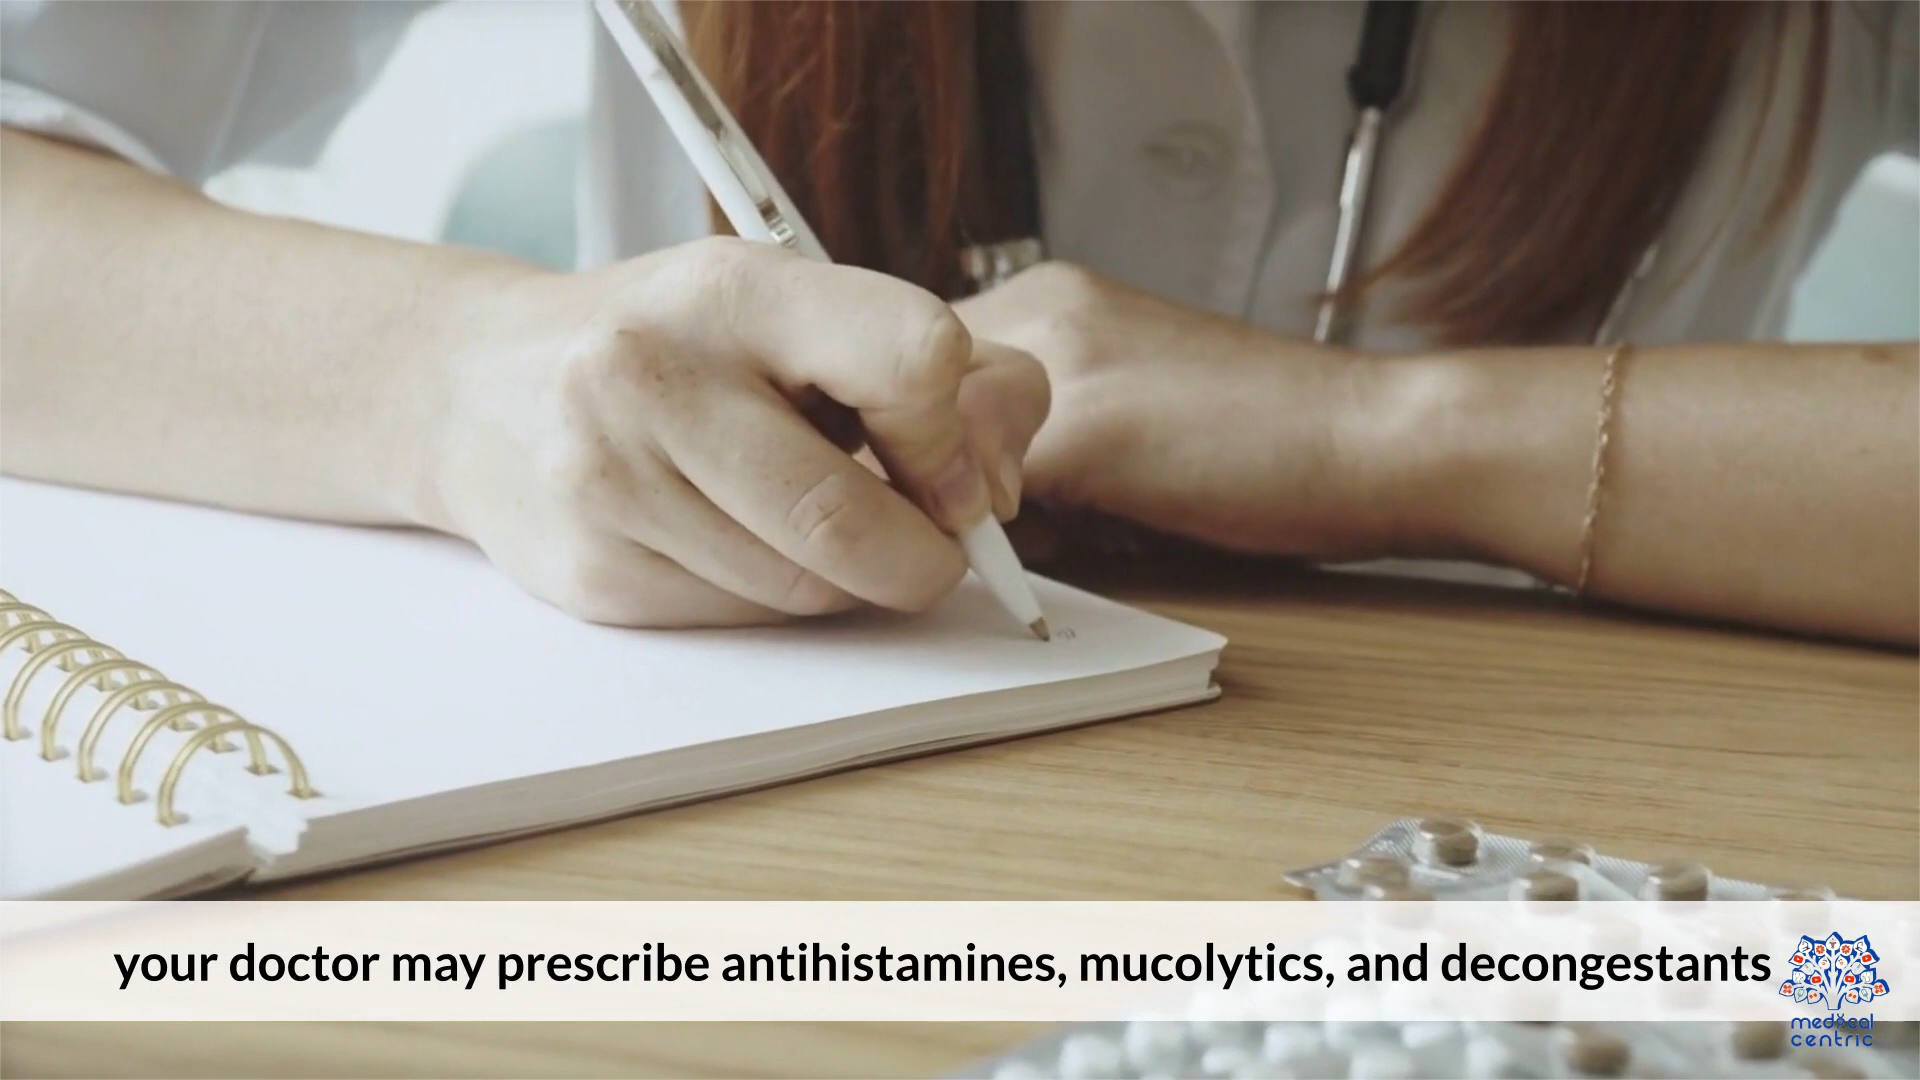 your doctor may prescribe antihistamines, mucolytics, and decongestants
medical
centric